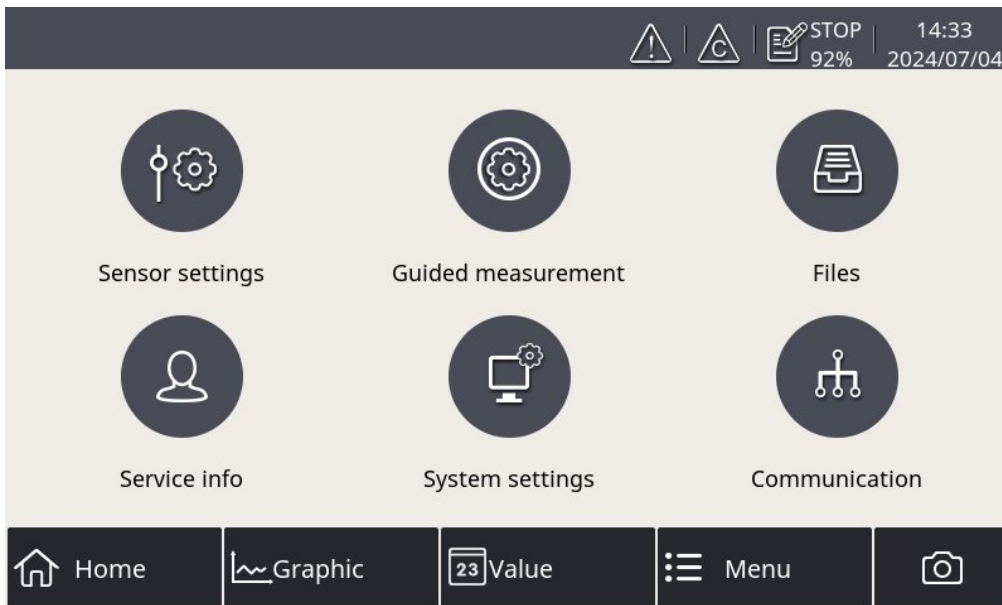 STOP
92%
14:33
2024/07/04
C
Sensor settings
Guided measurement
Files
Service info
System settings
Communication
Home
Graphic
23
Value
Menu